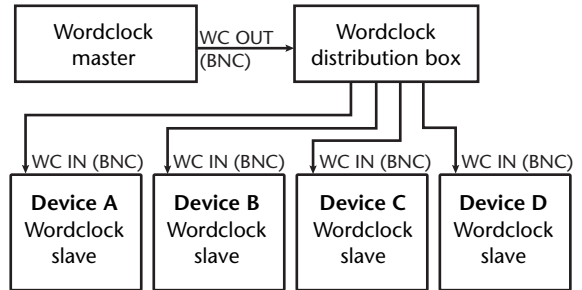 Wordclock
master
WC OUT
(BNC)
Wordclock
distribution box
WC IN (BNC)
WC IN (BNC)
WC IN (BNC)
WC IN (BNC)
Device A
Wordclock
slave
Device B
Wordclock
slave
Device C
Wordclock
slave
Device D
Wordclock
slave